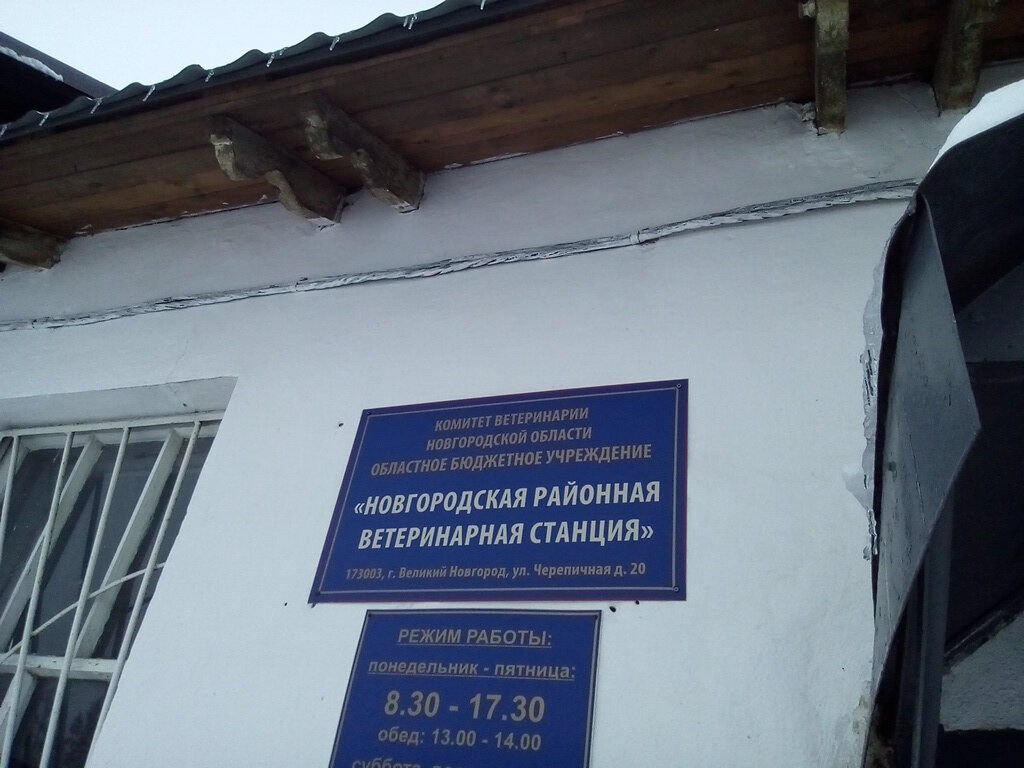 КОМИТЕТ ВЕТЕРИНАРИИ
НОВГОРОДСКОЙ ОБЛАСТИ
ОБЛАСТНОЕ БЮДЖЕТНОЕ УЧРЕЖДЕНИЕ
«НОВГОРОДСКАЯ РАЙОННАЯ
ВЕТЕРИНАРНАЯ СТАНЦИЯ»
173003, г. Великий Новгород, ул. Черепичная д. 20
РЕЖИМ РАБОТЫ:
понедельник - пятница:
8.30 - 17.30
обед: 13.00 - 14.00
суббота,